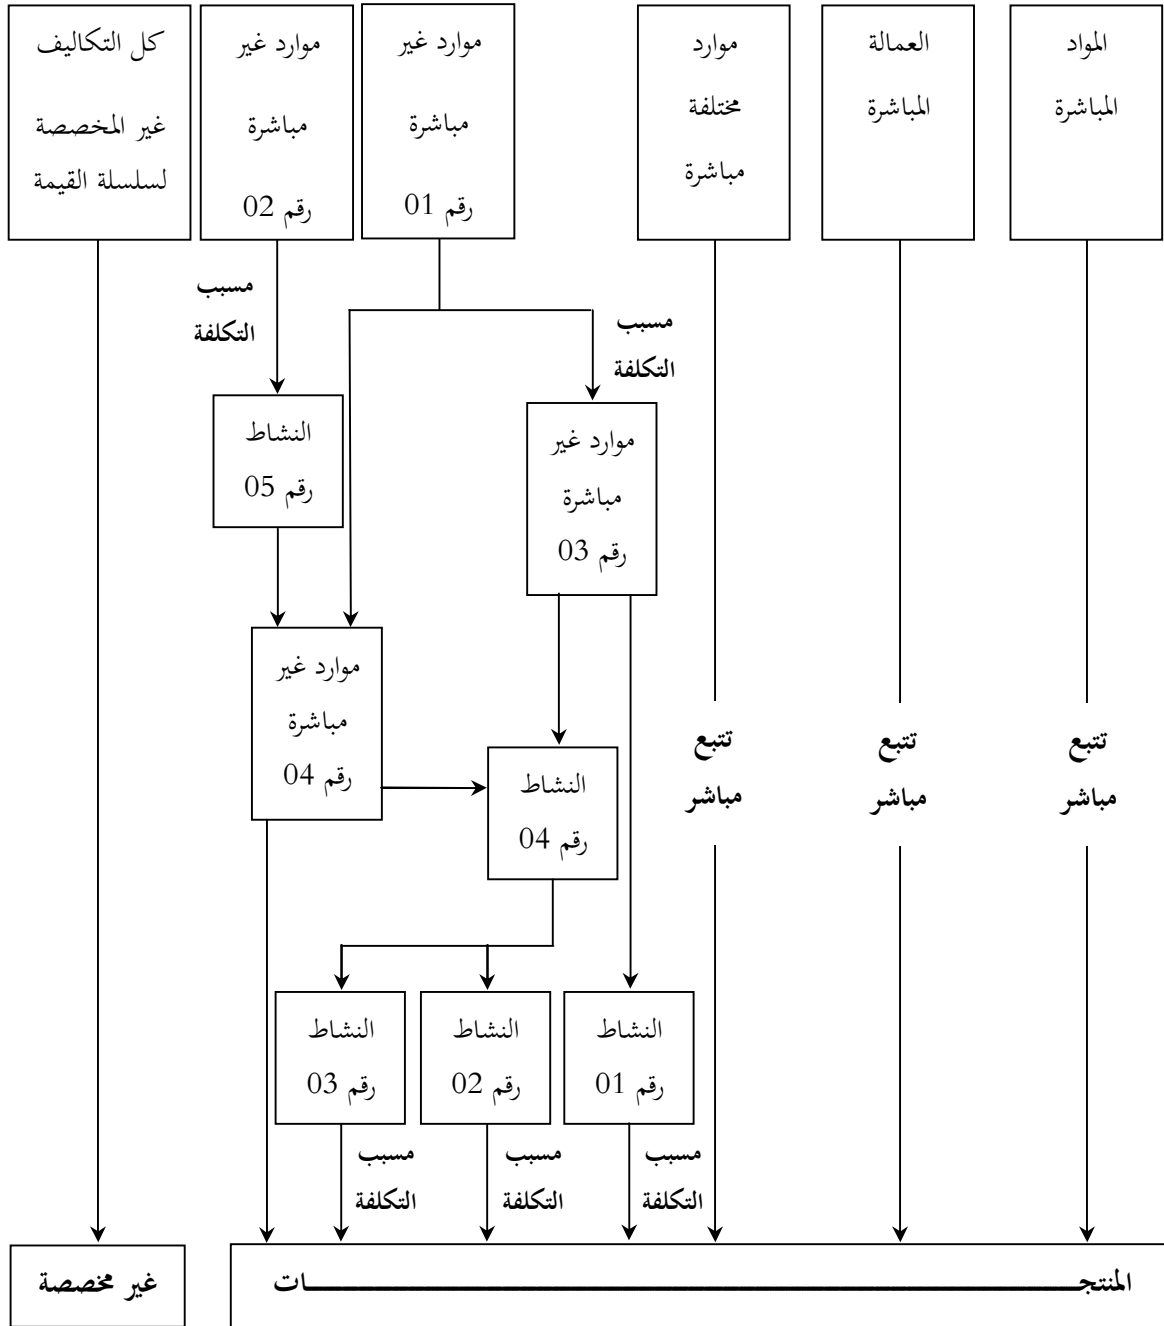 المواد
المباشرة
العمالة
المباشرة
موارد
مختلفة
مباشرة
موارد غير
مباشرة
رقم 01
موارد غير
مباشرة
رقم 02
كل التكاليف
غير المخصصة
لسلسلة القيمة
مسبب
التكلفة
مسبب
التكلفة
موارد غير
مباشرة
رقم 03
النشاط
رقم 05
موارد غير
مباشرة
رقم 04
النشاط
رقم 04
تتبع
مباشر
تتبع
مباشر
تتبع
مباشر
النشاط
رقم 01
النشاط
رقم 02
النشاط
رقم 03
مسبب
التكلفة
مسبب
التكلفة
مسبب
التكلفة
المنتجـــــــــــــات
غير مخصصة